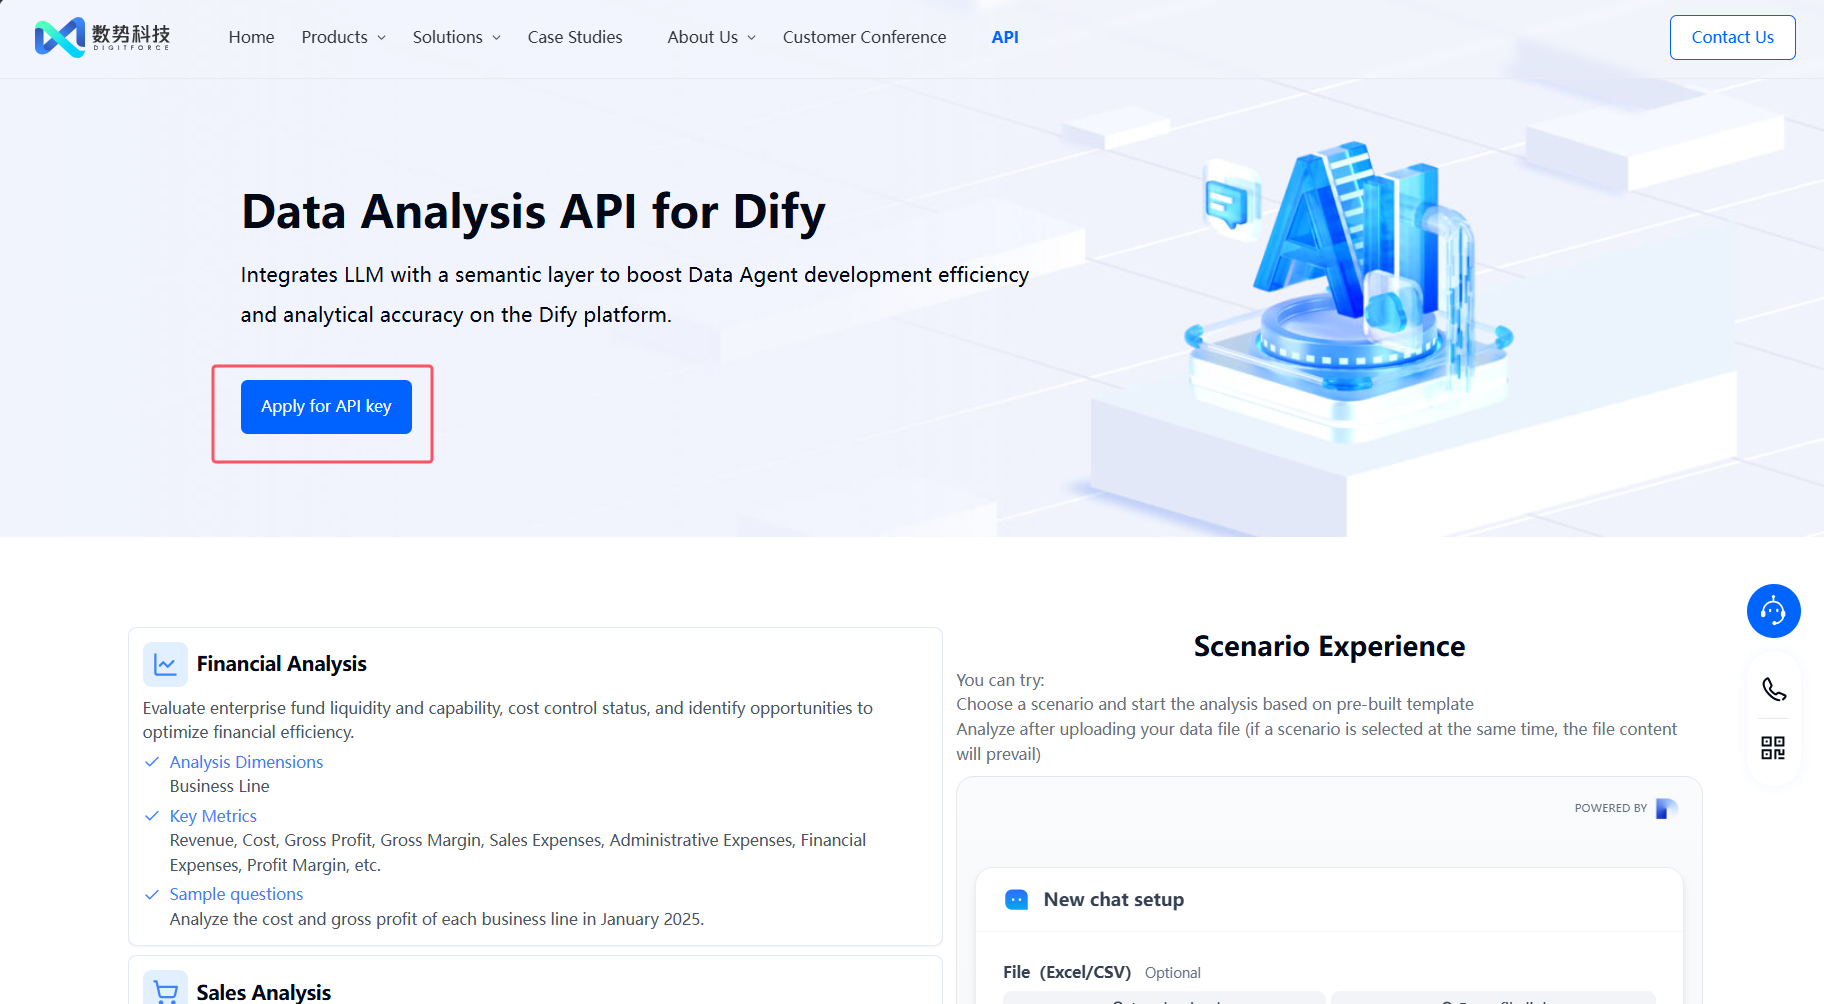 数势科技
DIGITFORCE
Home
Products
Solutions
Case Studies
About Us
Customer Conference
API
Contact Us
Data Analysis API for Dify
Integrates LLM with a semantic layer to boost Data Agent development efficiency
and analytical accuracy on the Dify platform.
Apply for API key
Financial Analysis
Evaluate enterprise fund liquidity and capability, cost control status, and identify opportunities to
optimize financial efficiency.
Analysis Dimensions
Business Line
Key Metrics
Revenue, Cost, Gross Profit, Gross Margin, Sales Expenses, Administrative Expenses, Financial
Expenses, Profit Margin, etc.
Sample questions
Analyze the cost and gross profit of each business line in January 2025.
Sales Analysis
Scenario Experience
You can try:
Choose a scenario and start the analysis based on pre-built template
Analyze after uploading your data file (if a scenario is selected at the same time, the file content
will prevail)
POWERED BY
New chat setup
File (Excel/CSV) Optional